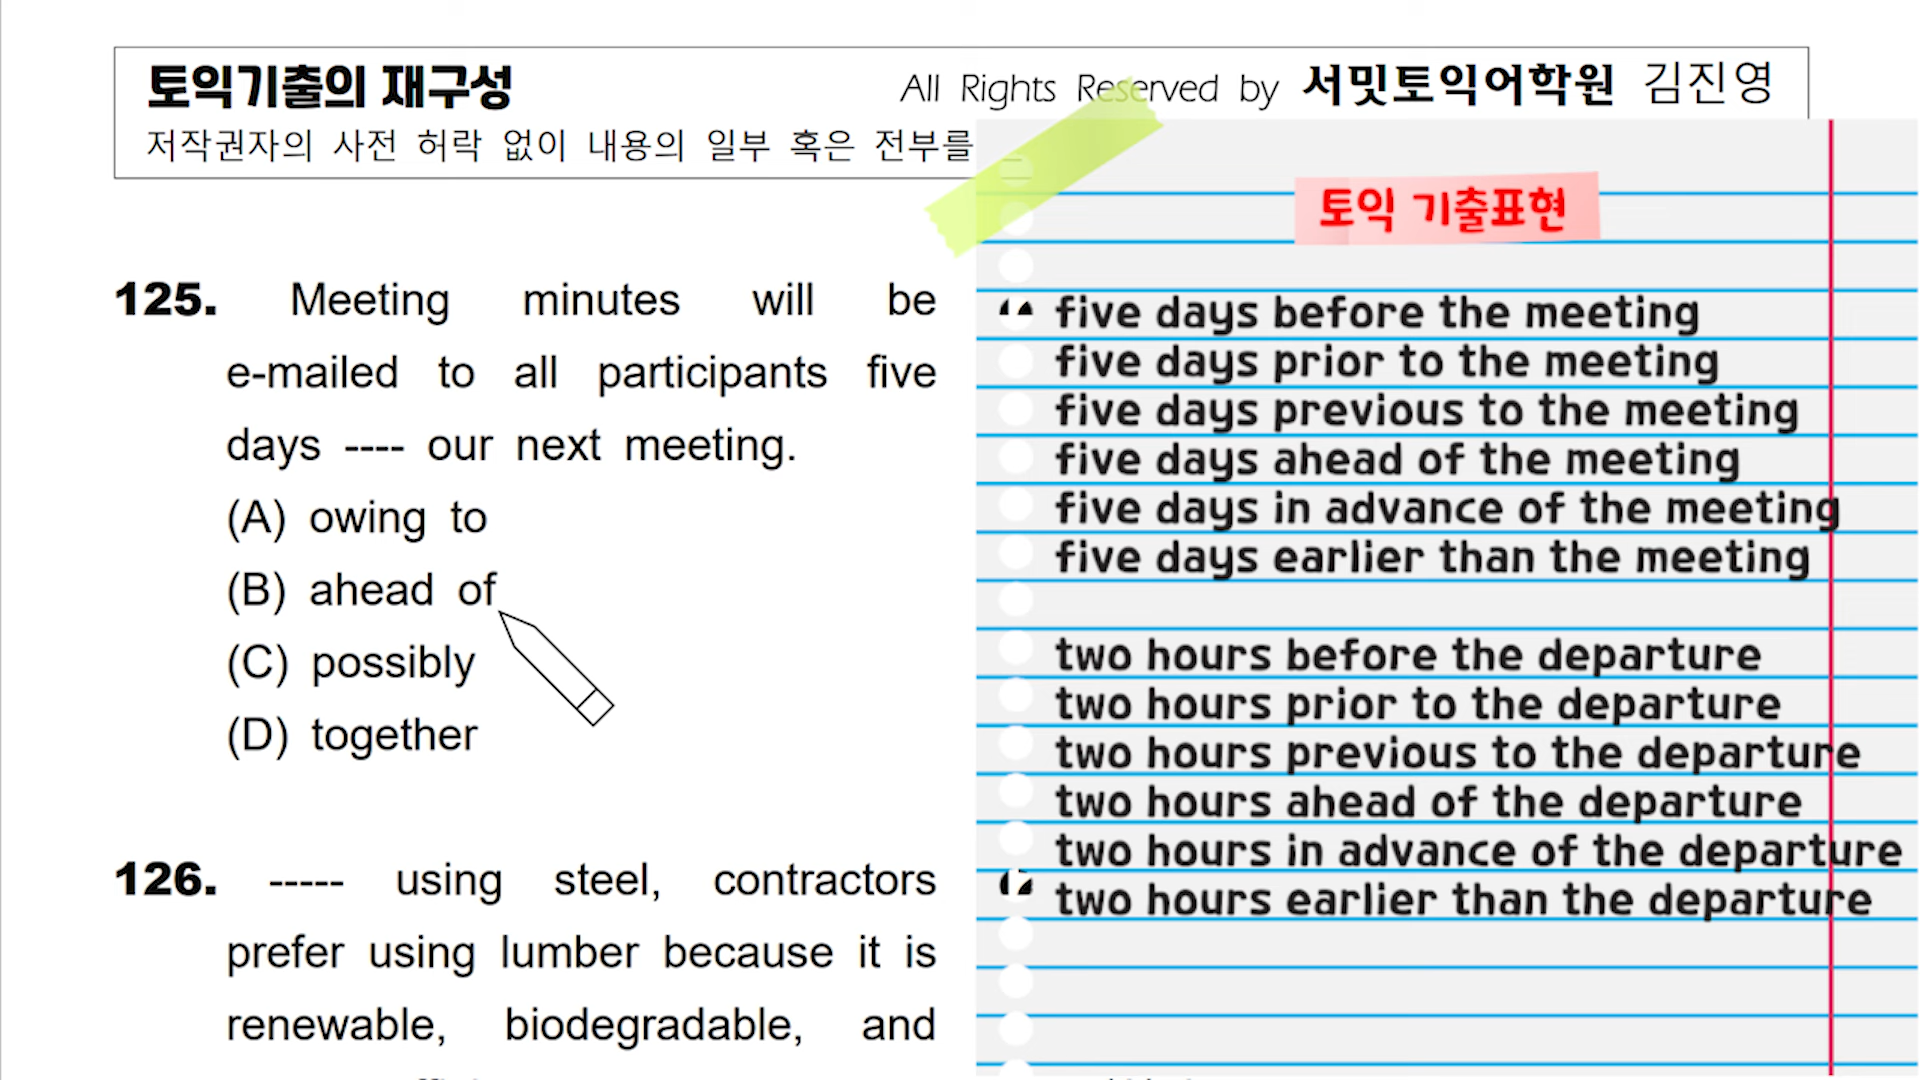 토익기출의 재구성
All Rights Reserved by 서밋토익어학원 김진영
저작권자의 사전 허락 없이 내용의 일부 혹은 전부를
125. Meeting minutes will be
e-mailed to all participants five
days ---- our next meeting.
(A) owing to
(B) ahead of
(C) possibly
(D) together
126. ----- using steel, contractors
prefer using lumber because it is
renewable, biodegradable, and
토익 기출표현
five days before the meeting
five days prior to the meeting
five days previous to the meeting
five days ahead of the meeting
five days in advance of the meeting
five days earlier than the meeting
two hours before the departure
two hours prior to the departure
two hours previous to the departure
two hours ahead of the departure
two hours in advance of the departure
two hours earlier than the departure